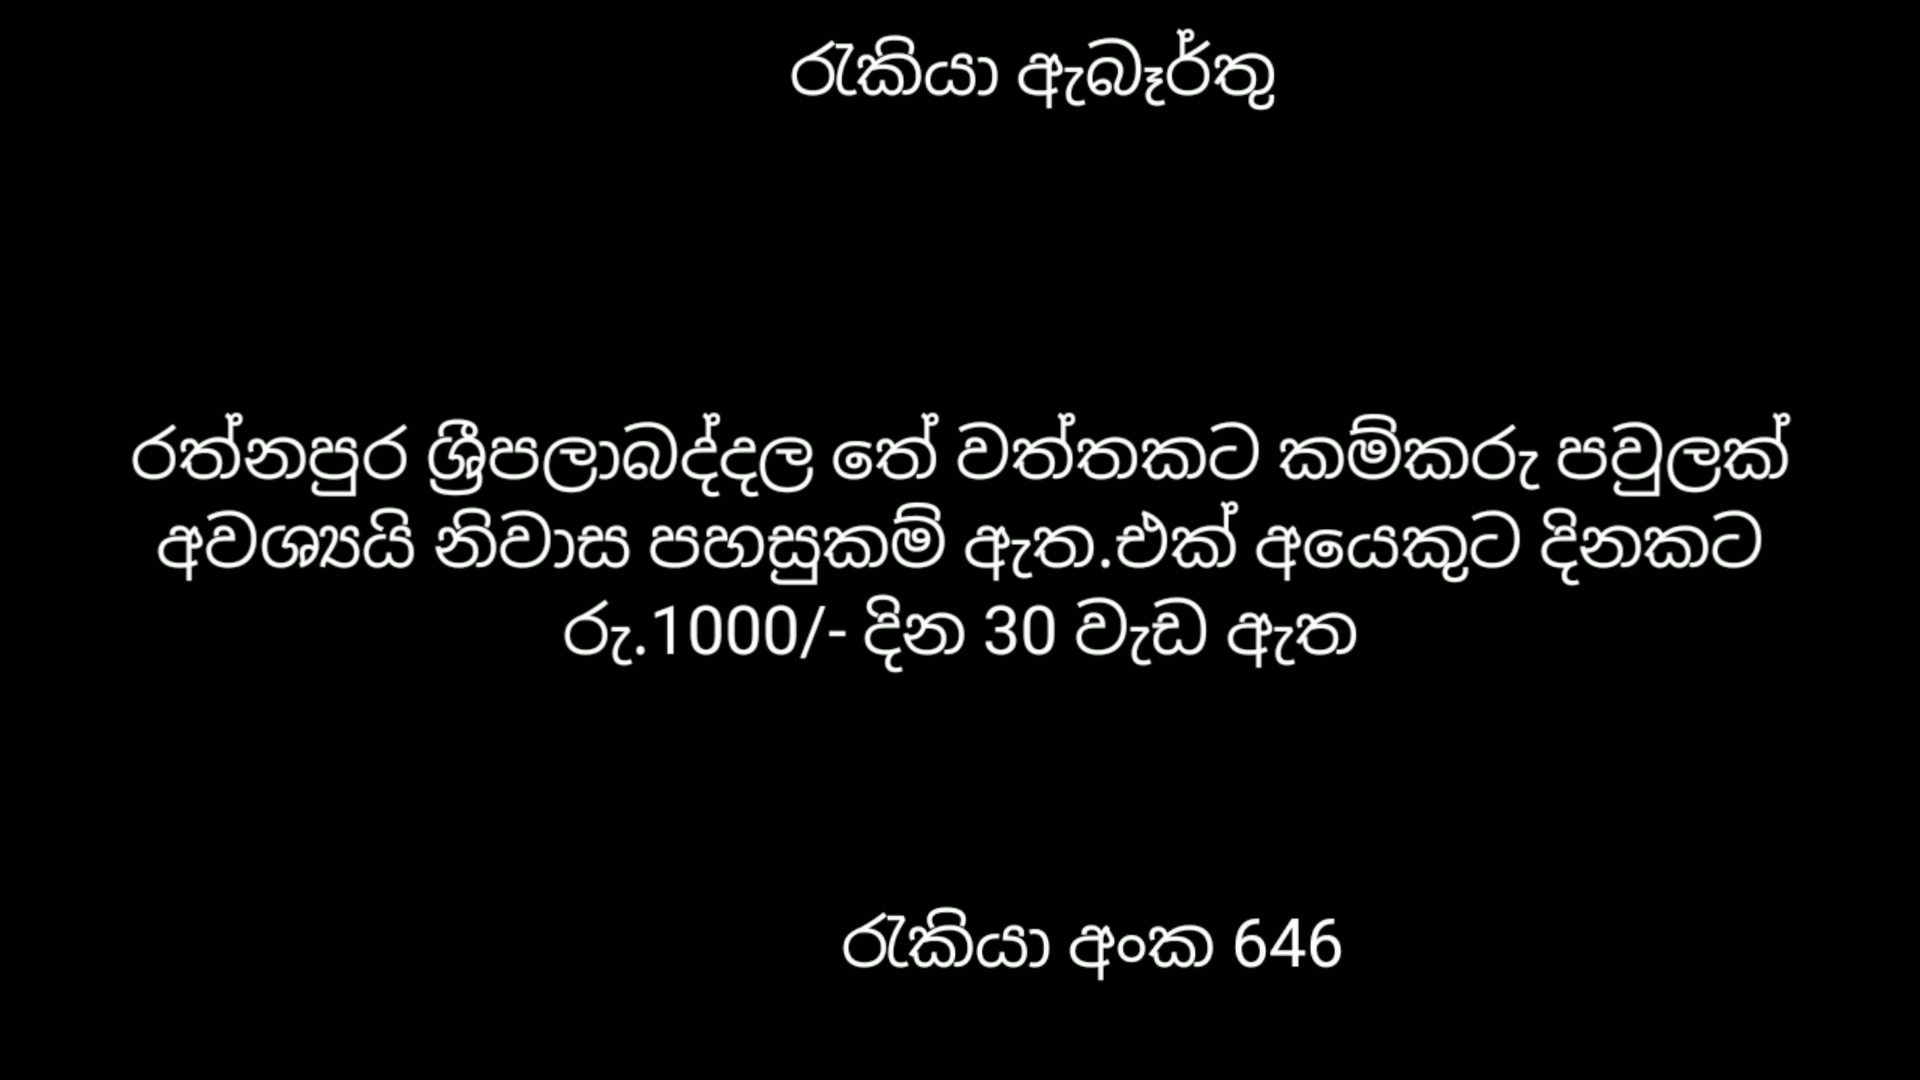 රැකියා ඇබෑර්තු
රත්නපුර ශ්‍රීපලාබද්දල තේ වත්තකට කම්කරු පවුලක්
අවශ්‍යයි නිවාස පහසුකම් ඇත.එක් අයෙකුට දිනකට
රු.1000/- දින 30 වැඩ ඇත
රැකියා අංක 646